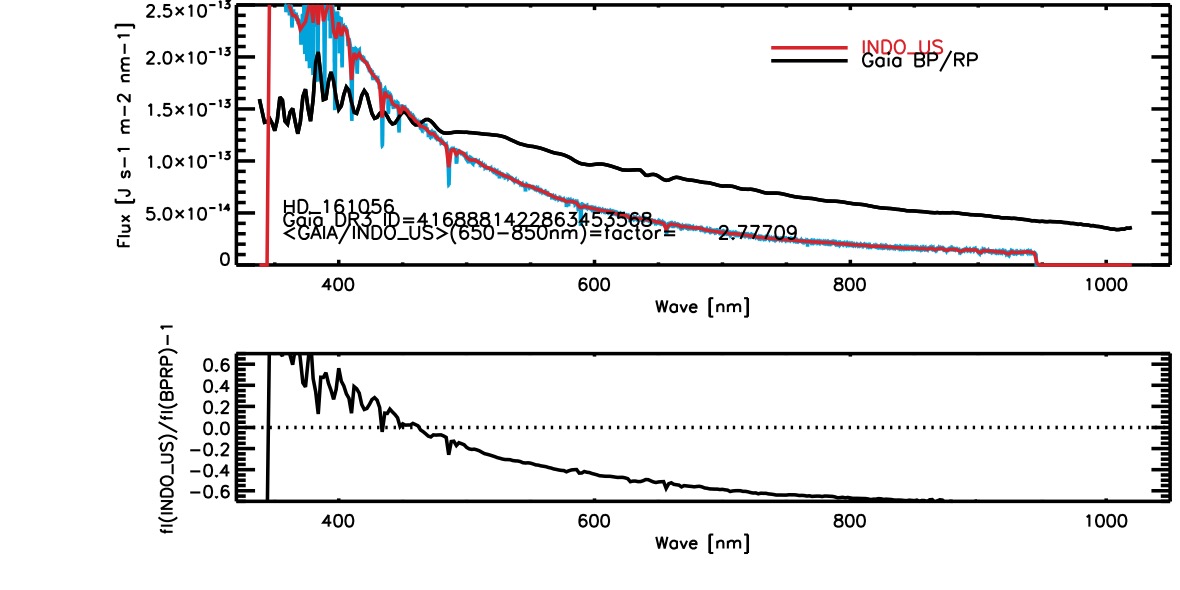 2.5×10−13
2.0×10−13
1.5×10−13
1.0×10−13
5.0×10−14
0
Flux [J s−1 m−2 nm−1]
INDO_US
Gaia BP/RP
HD_161056
Gaia DR3 ID=4168881422863453568
<GAIA/INDO_US>(650−850nm)=factor= 2.77709
400 600 800 1000
Wave [nm]
fl(INDO_US)/fl(BPRP)−1
0.6
0.4
0.2
0.0
−0.2
−0.4
−0.6
400 600 800 1000
Wave [nm]